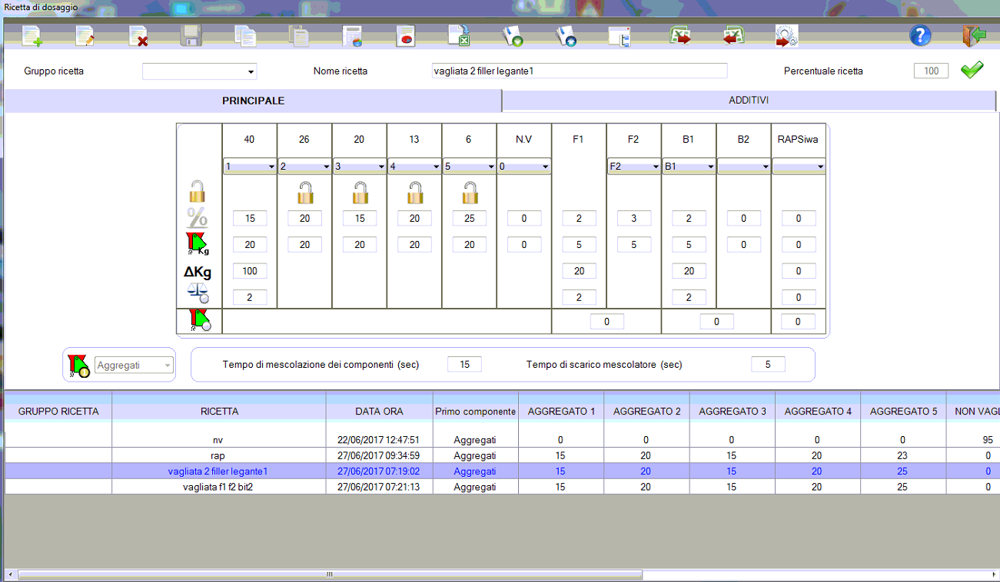 Ricetta di dosaggio
Gruppo ricetta Nome ricetta vagliata 2 filler legante1 Percentuale ricetta 100
PRINCIPALE ADDITIVI
40 26 20 13 6 N.V F1 F2 B1 B2 RAPSiwa
1 2 3 4 5 0 F2 B1
% 15 20 15 20 25 0 2 3 2 0 0
Kg 20 20 20 20 20 0 5 5 5 0 0
ΔKg 100 20 20 0
2 2 2 0
0 0 0
Aggregati Tempo di mescolazione dei componenti (sec) 15 Tempo di scarico mescolatore (sec) 5
GRUPPO RICETTA RICETTA DATA ORA Primo componente AGGREGATO 1 AGGREGATO 2 AGGREGATO 3 AGGREGATO 4 AGGREGATO 5 NON VAGL
nv 22/06/2017 12:47:51 Aggregati 0 0 0 0 0 95
rap 27/06/2017 09:34:59 Aggregati 15 20 15 20 23 0
vagliata 2 filler legante1 27/06/2017 07:19:02 Aggregati 15 20 15 20 25 0
vagliata f1 f2 bit2 27/06/2017 07:21:13 Aggregati 15 20 15 20 25 0